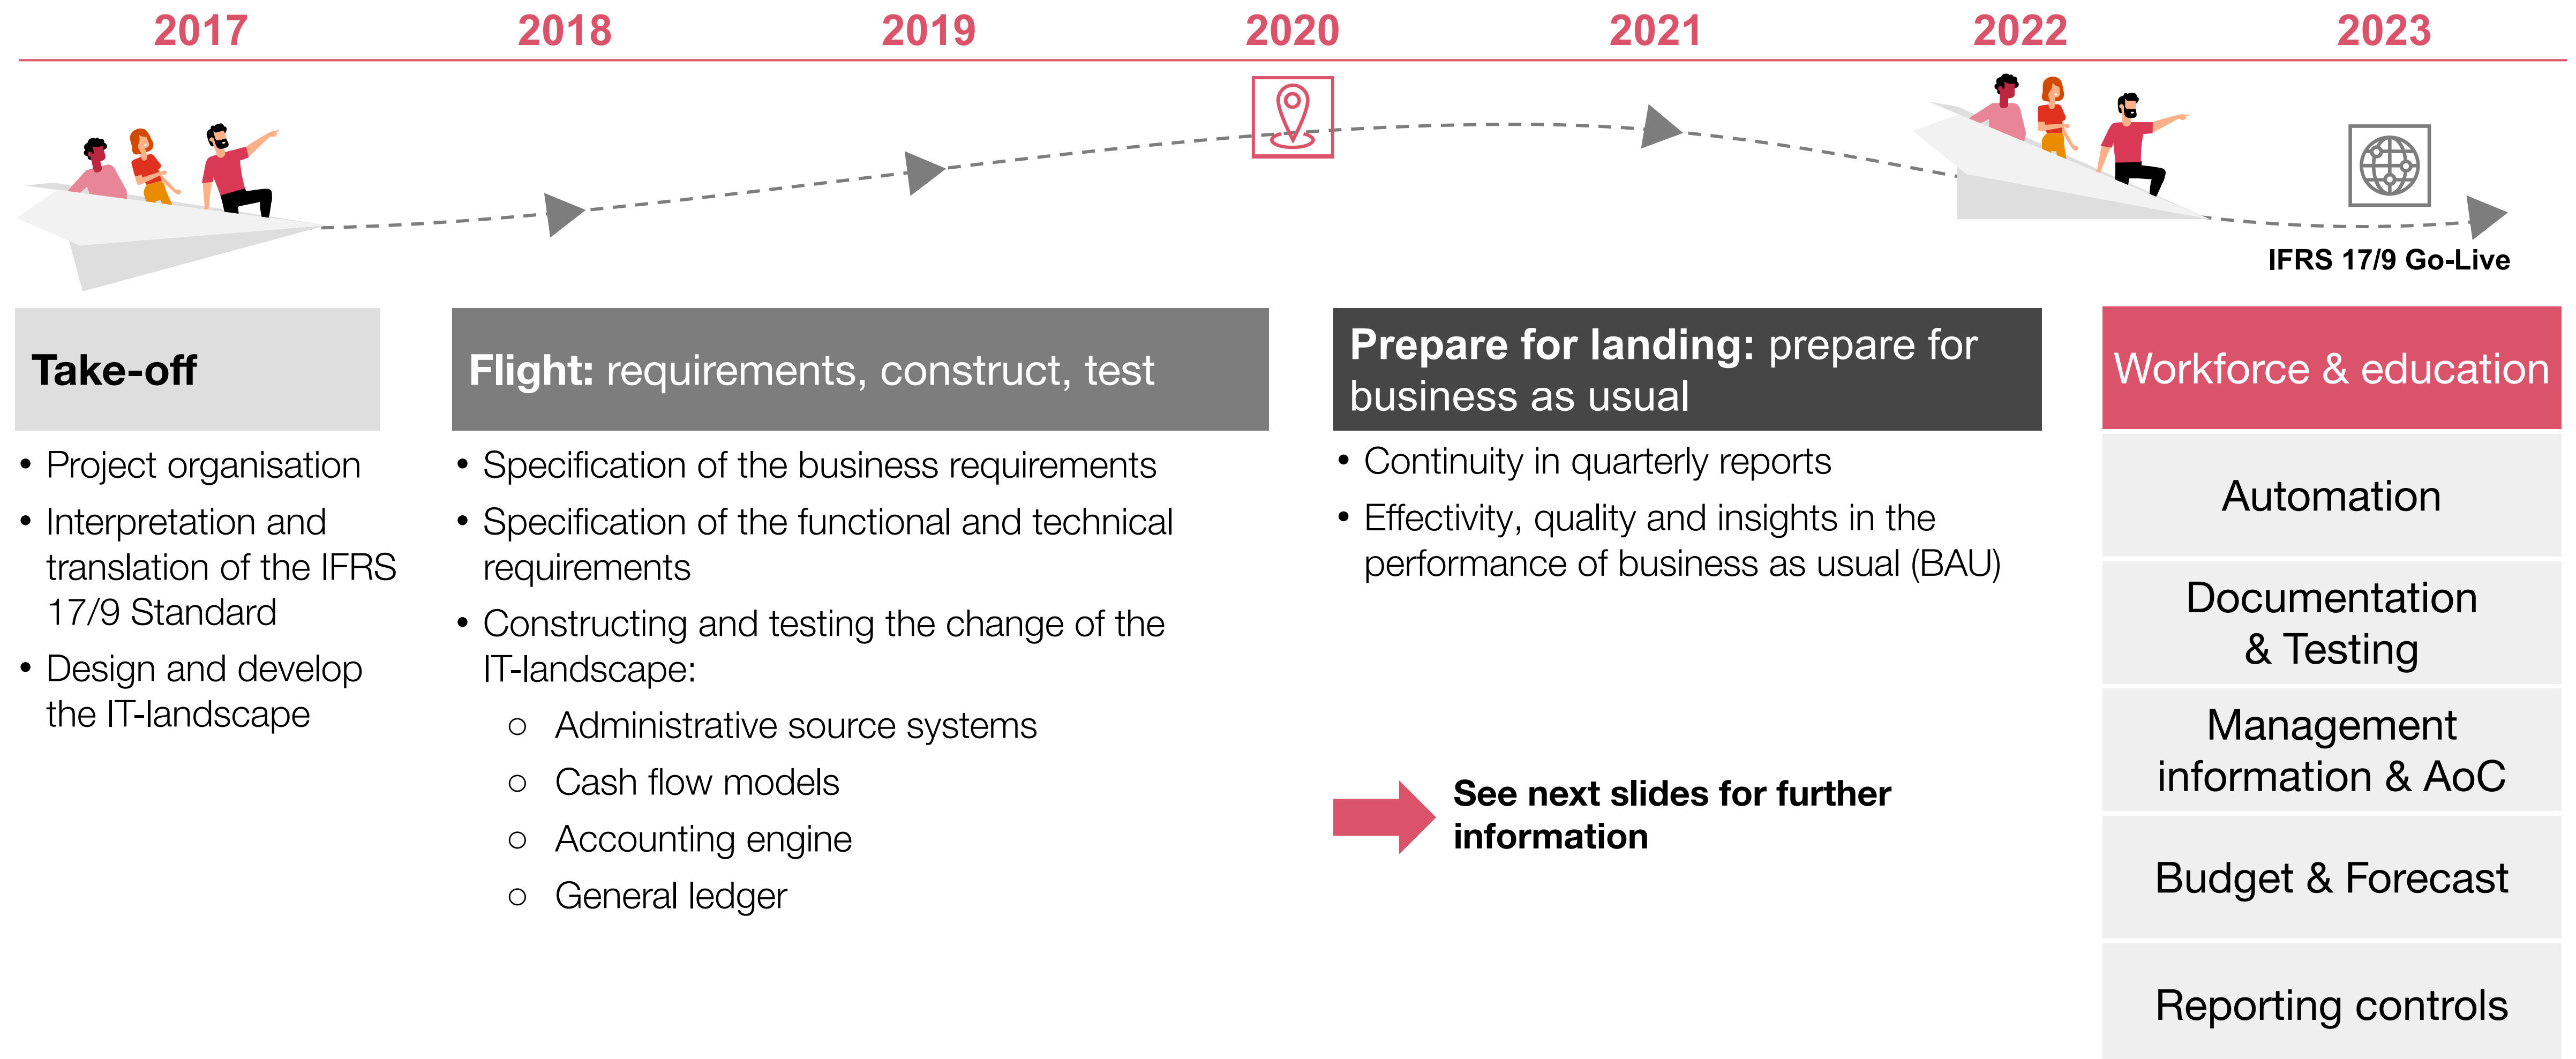 2017 2018 2019 2020 2021 2022 2023
IFRS 17/9 Go-Live
Take-off
• Project organisation
• Interpretation and
translation of the IFRS
17/9 Standard
• Design and develop
the IT-landscape
Flight: requirements, construct, test
• Specification of the business requirements
• Specification of the functional and technical
requirements
• Constructing and testing the change of the
IT-landscape:
○ Administrative source systems
○ Cash flow models
○ Accounting engine
○ General ledger
Prepare for landing: prepare for
business as usual
• Continuity in quarterly reports
• Effectivity, quality and insights in the
performance of business as usual (BAU)
See next slides for further
information
Workforce & education
Automation
Documentation
& Testing
Management
information & AoC
Budget & Forecast
Reporting controls